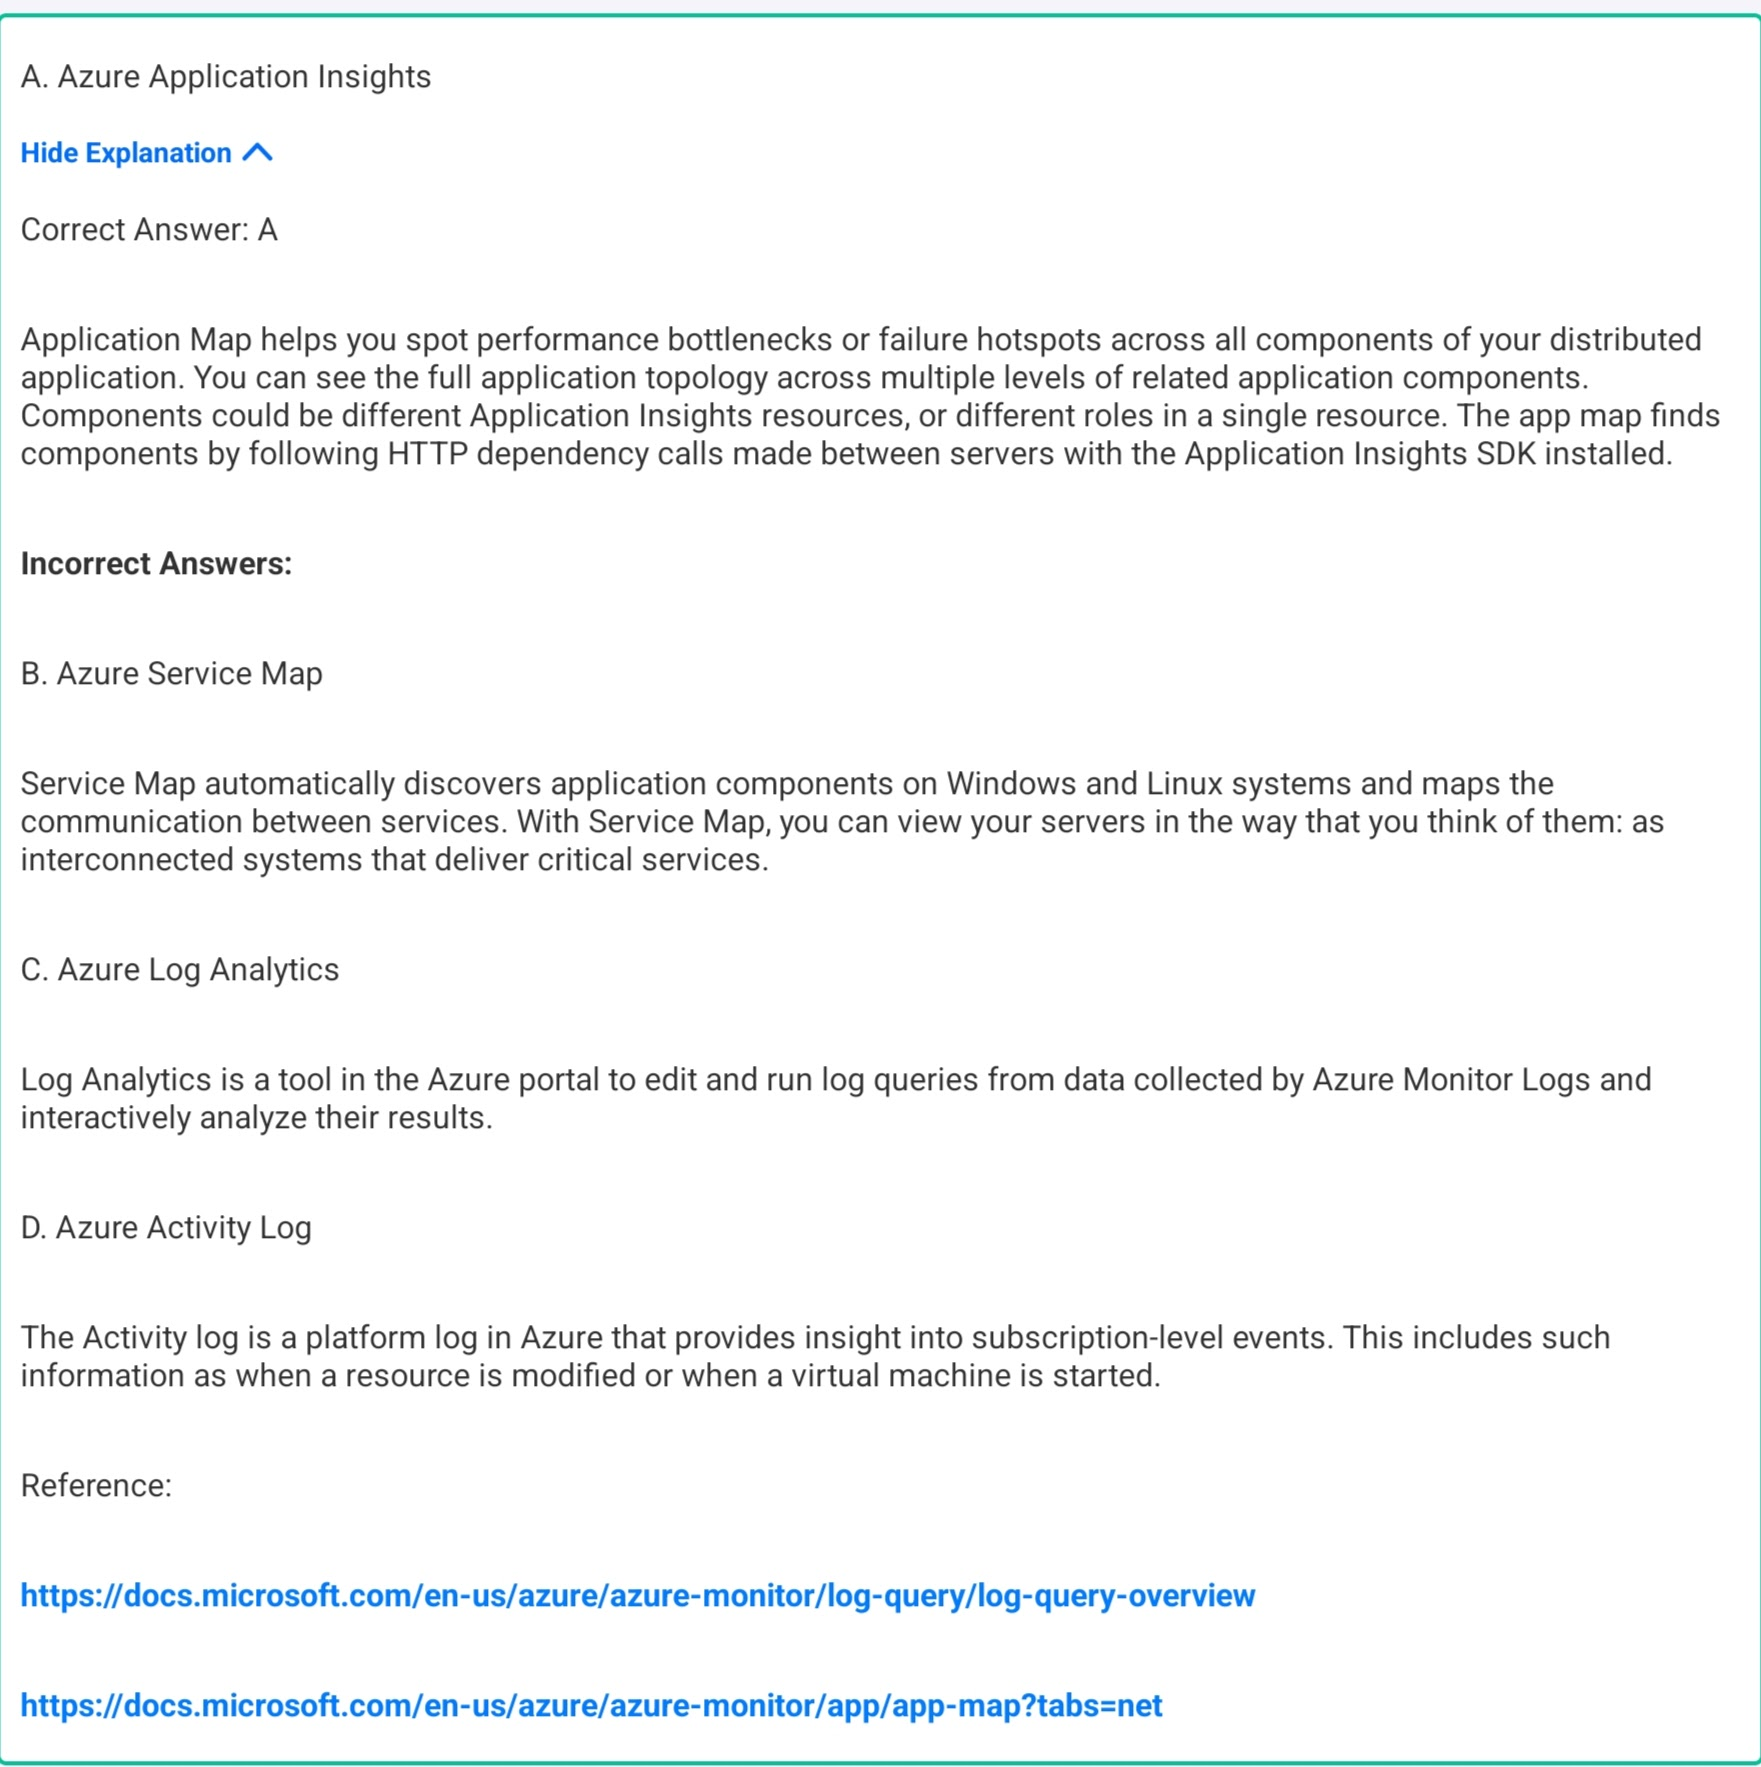 A. Azure Application Insights
Hide Explanation
Correct Answer: A
Application Map helps you spot performance bottlenecks or failure hotspots across all components of your distributed
application. You can see the full application topology across multiple levels of related application components.
Components could be different Application Insights resources, or different roles in a single resource. The app map finds
components by following HTTP dependency calls made between servers with the Application Insights SDK installed.
Incorrect Answers:
B. Azure Service Map
Service Map automatically discovers application components on Windows and Linux systems and maps the
communication between services. With Service Map, you can view your servers in the way that you think of them: as
interconnected systems that deliver critical services.
C. Azure Log Analytics
Log Analytics is a tool in the Azure portal to edit and run log queries from data collected by Azure Monitor Logs and
interactively analyze their results.
D. Azure Activity Log
The Activity log is a platform log in Azure that provides insight into subscription-level events. This includes such
information as when a resource is modified or when a virtual machine is started.
Reference:
https://docs.microsoft.com/en-us/azure/azure-monitor/log-query/log-query-overview
https://docs.microsoft.com/en-us/azure/azure-monitor/app/app-map?tabs=net